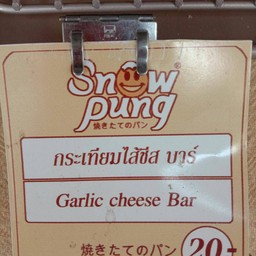 Snow
pung
焼きたてのパン
กระเทียมไส้ชีส บาร์
Garlic cheese Bar
焼きたてのパン 20.-